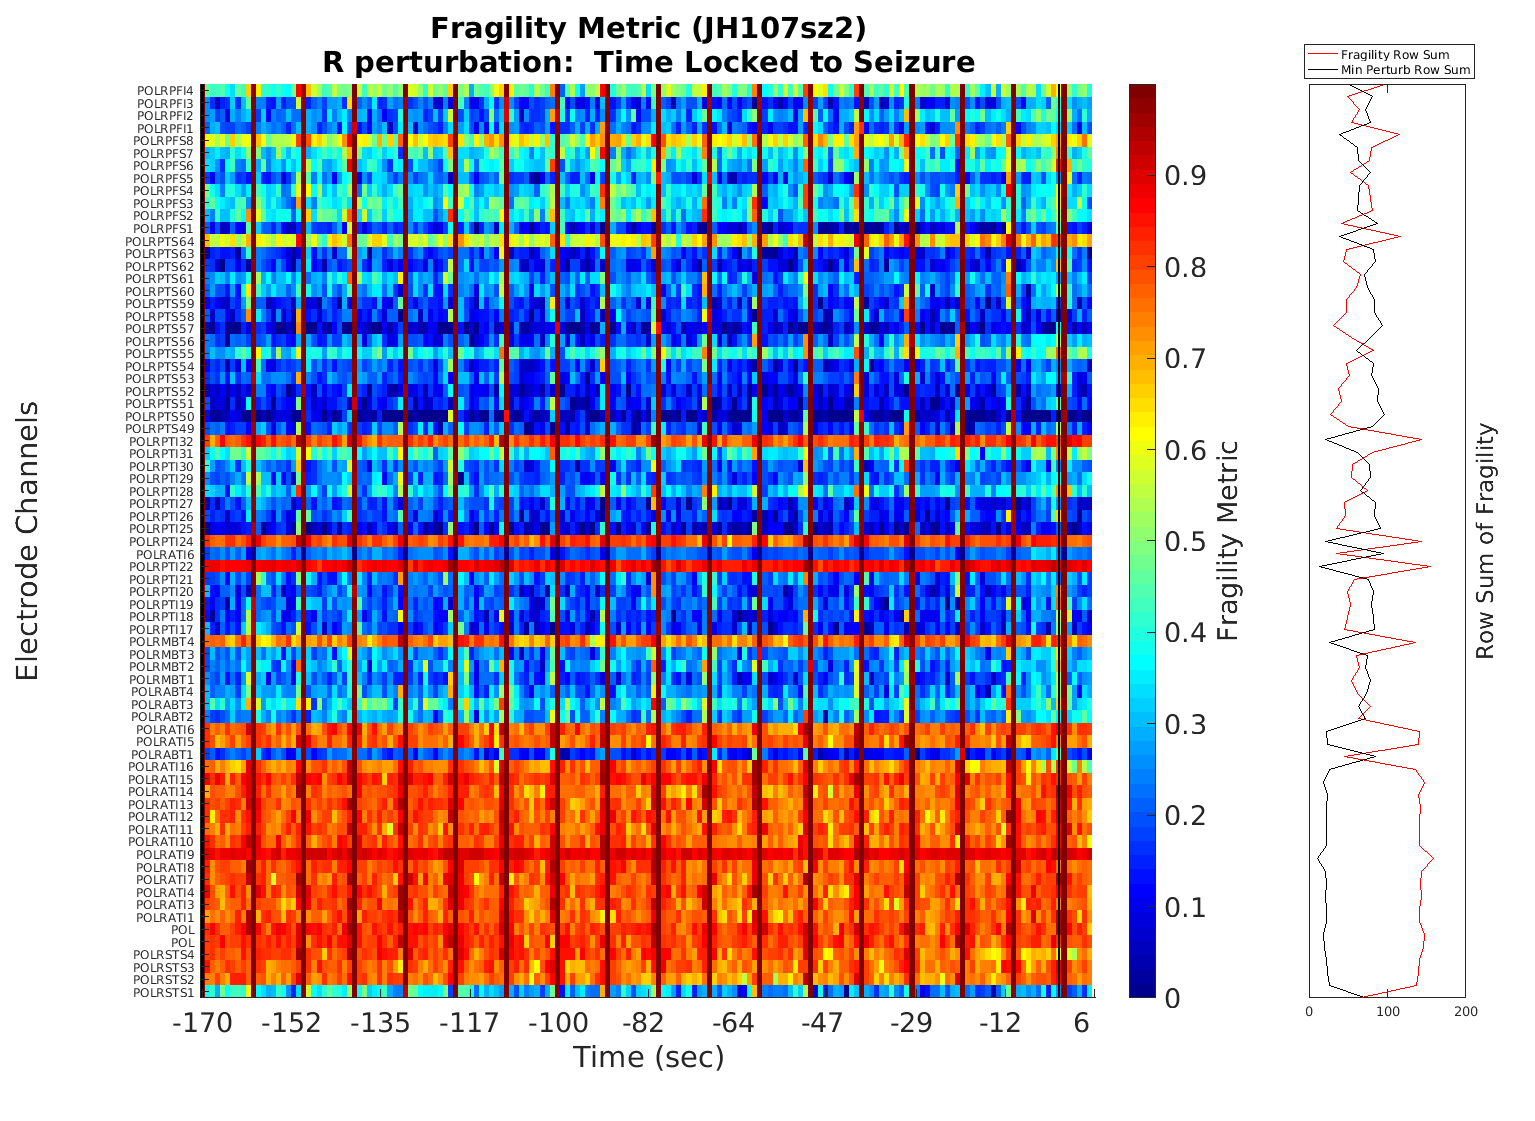 Fragility Metric (JH107sz2)
R perturbation:  Time Locked to Seizure
Electrode Channels
POLRPFI4
POLRPFI3
POLRPFI2
POLRPFI1
POLRPFS8
POLRPFS7
POLRPFS6
POLRPFS5
POLRPFS4
POLRPFS3
POLRPFS2
POLRPFS1
POLRPTS64
POLRPTS63
POLRPTS62
POLRPTS61
POLRPTS60
POLRPTS59
POLRPTS58
POLRPTS57
POLRPTS56
POLRPTS55
POLRPTS54
POLRPTS53
POLRPTS52
POLRPTS51
POLRPTS50
POLRPTS49
POLRPTI32
POLRPTI31
POLRPTI30
POLRPTI29
POLRPTI28
POLRPTI27
POLRPTI26
POLRPTI25
POLRPTI24
POLRATI6
POLRPTI22
POLRPTI21
POLRPTI20
POLRPTI19
POLRPTI18
POLRPTI17
POLRMBT4
POLRMBT3
POLRMBT2
POLRMBT1
POLRABT4
POLRABT3
POLRABT2
POLRATI6
POLRATI5
POLRABT1
POLRATI16
POLRATI15
POLRATI14
POLRATI13
POLRATI12
POLRATI11
POLRATI10
POLRATI9
POLRATI8
POLRATI7
POLRATI4
POLRATI3
POLRATI1
POL
POL
POLRSTS4
POLRSTS3
POLRSTS2
POLRSTS1
-170 -152 -135 -117 -100 -82 -64 -47 -29 -12 6
Time (sec)
0.9
0.8
0.7
0.6
0.5
0.4
0.3
0.2
0.1
0
Fragility Metric
Fragility Row Sum
Min Perturb Row Sum
0 100 200
Row Sum of Fragility